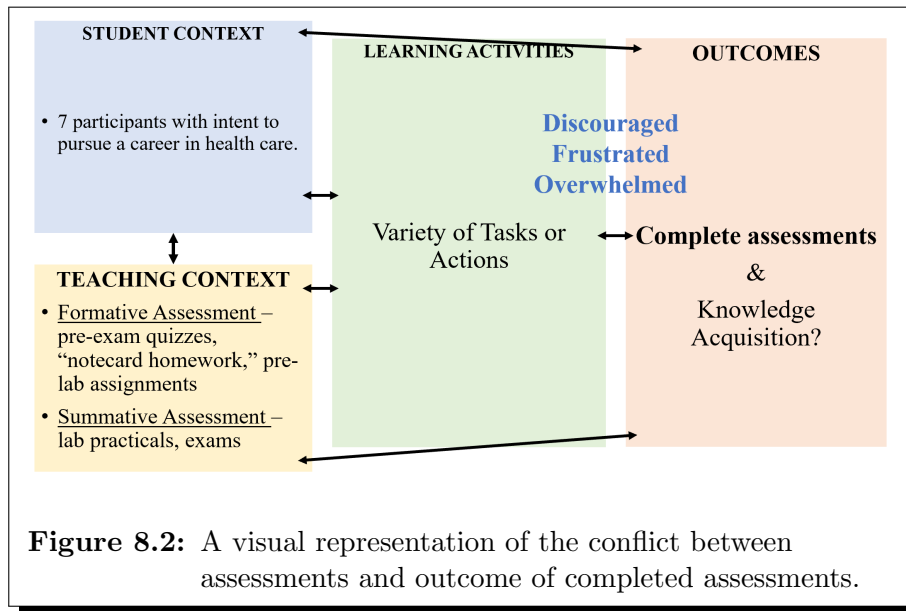 STUDENT CONTEXT
• 7 participants with intent to
pursue a career in health care.
TEACHING CONTEXT
• Formative Assessment –
pre-exam quizzes,
“notecard homework,” pre-
lab assignments
• Summative Assessment –
lab practicals, exams
LEARNING ACTIVITIES
Variety of Tasks or
Actions
Discouraged
Frustrated
Overwhelmed
OUTCOMES
Complete assessments
&
Knowledge
Acquisition?
Figure 8.2: A visual representation of the conflict between
assessments and outcome of completed assessments.